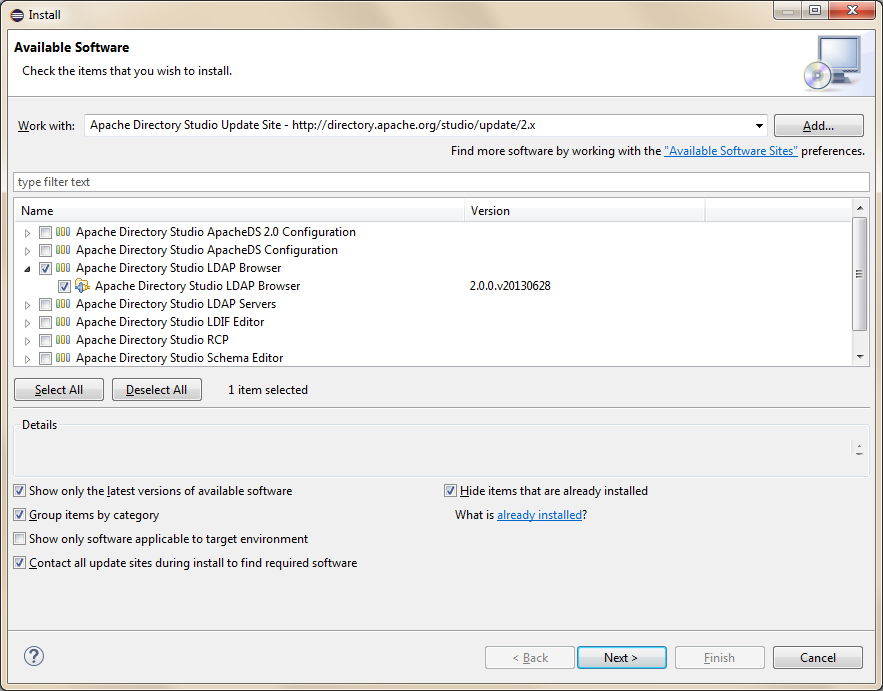 Install
Available Software
Check the items that you wish to install.
Work with: Apache Directory Studio Update Site - http://directory.apache.org/studio/update/2.x Add...
Find more software by working with the "Available Software Sites" preferences.
type filter text
Name Version
Apache Directory Studio ApacheDS 2.0 Configuration
Apache Directory Studio ApacheDS Configuration
Apache Directory Studio LDAP Browser
Apache Directory Studio LDAP Browser 2.0.0.v20130628
Apache Directory Studio LDAP Servers
Apache Directory Studio LDIF Editor
Apache Directory Studio RCP
Apache Directory Studio Schema Editor
Select All Deselect All 1 item selected
Details
Show only the latest versions of available software Hide items that are already installed
Group items by category What is already installed?
Show only software applicable to target environment
Contact all update sites during install to find required software
? < Back Next > Finish Cancel